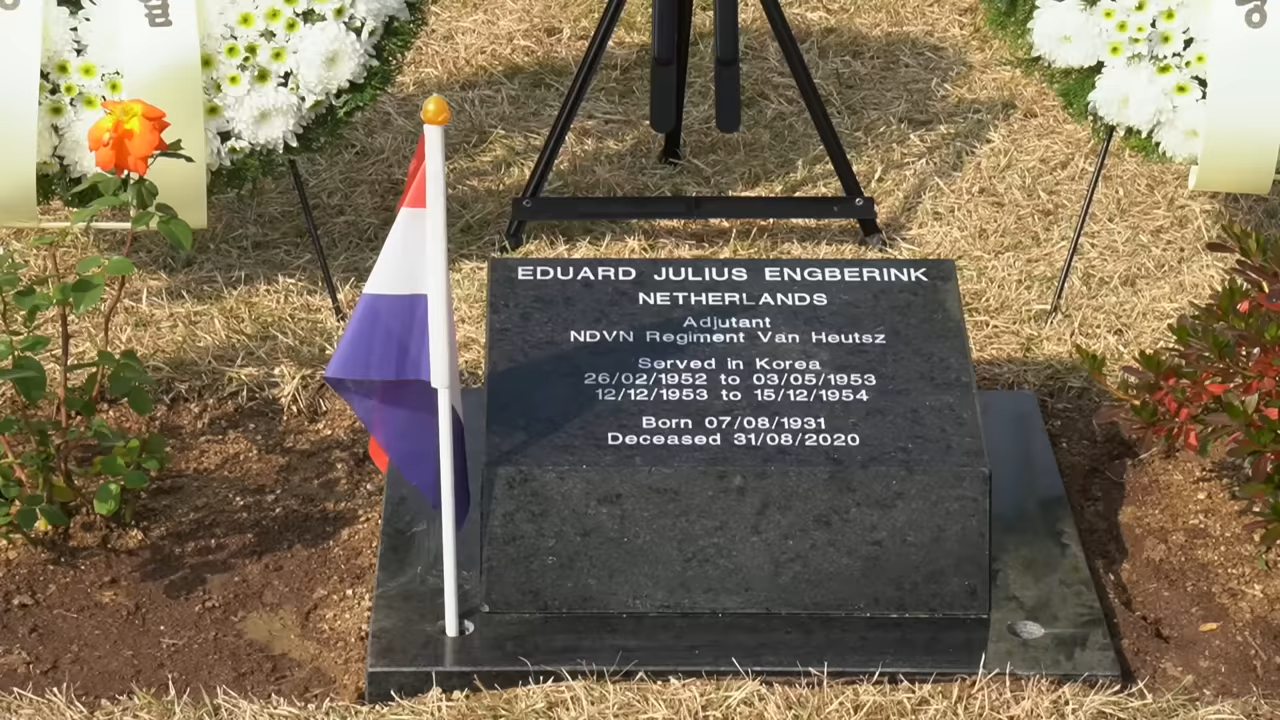 EDUARD JULIUS ENGBERINK
NETHERLANDS
Adjutant
NDVN Regiment Van Heutsz
Served in Korea
26/02/1952 to 03/05/1953
12/12/1953 to 15/12/1954
Born 07/08/1931
Deceased 31/08/2020